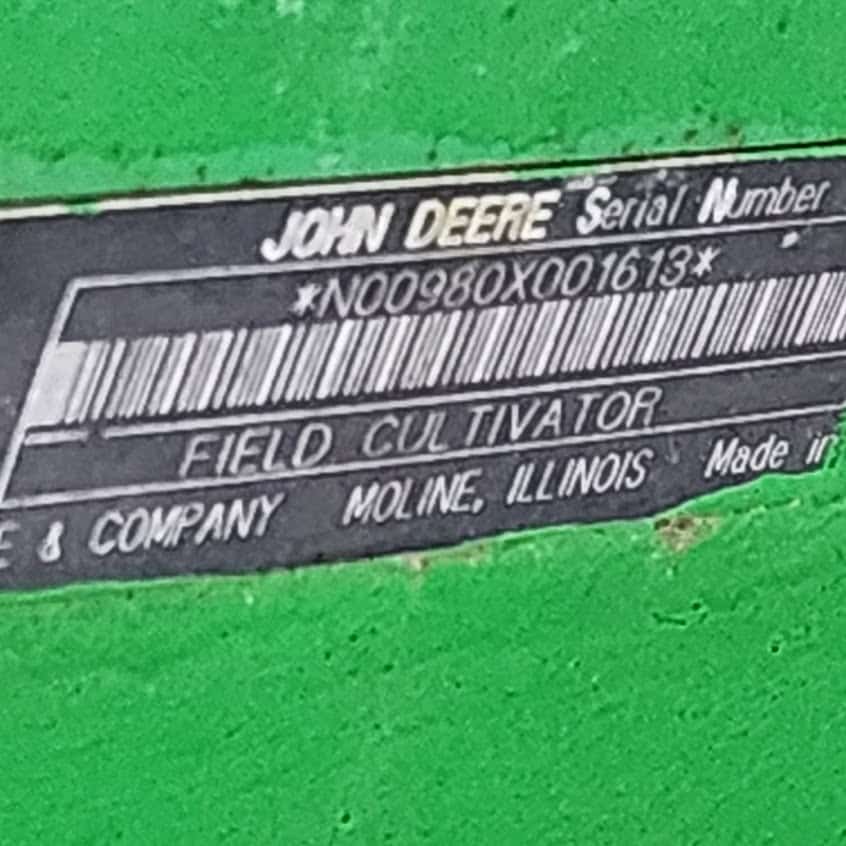 JOHN DEERE Serial Number
*N00980X001613*
FIELD CULTIVATOR
E & COMPANY MOLINE, ILLINOIS Made in